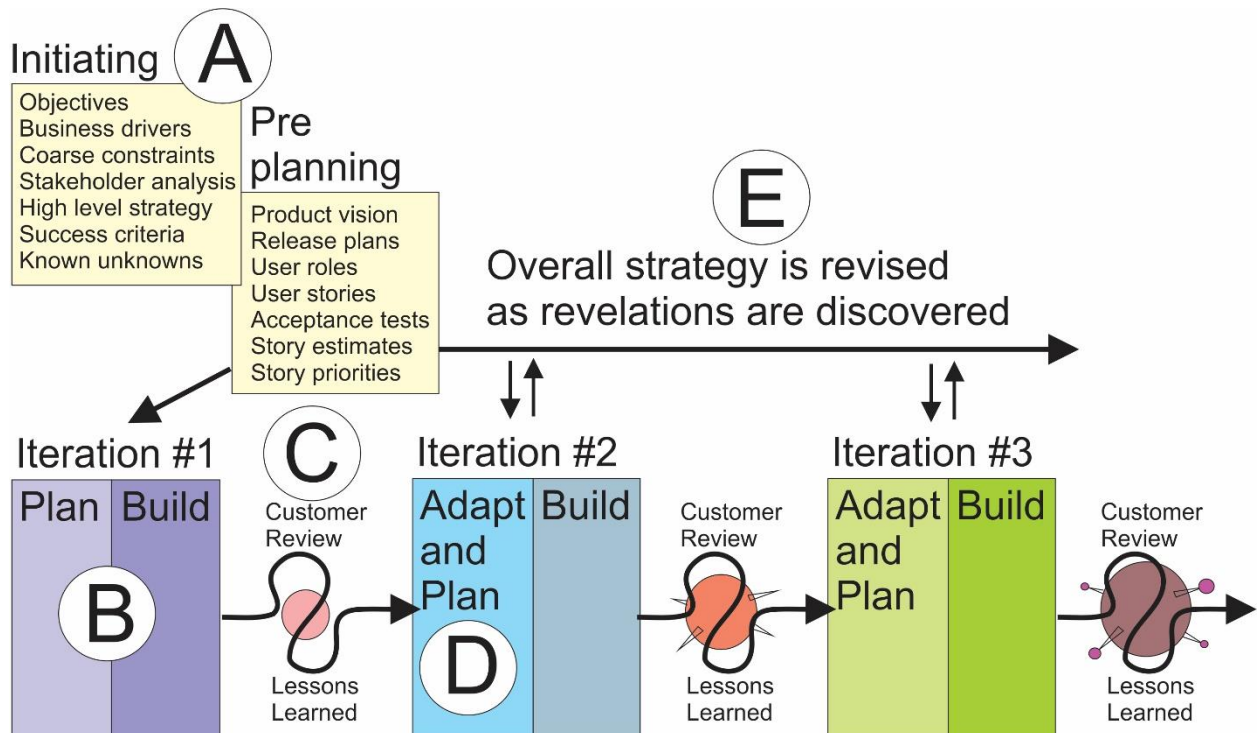 Initiating
A
Objectives
Business drivers
Coarse constraints
Stakeholder analysis
High level strategy
Success criteria
Known unknowns
Pre
planning
Product vision
Release plans
User roles
User stories
Acceptance tests
Story estimates
Story priorities
E
Overall strategy is revised
as revelations are discovered
Iteration #1
Plan
Build
B
C
Customer
Review
Lessons
Learned
Iteration #2
Adapt
and
Plan
Build
D
Customer
Review
Lessons
Learned
Iteration #3
Adapt
and
Plan
Build
Customer
Review
Lessons
Learned